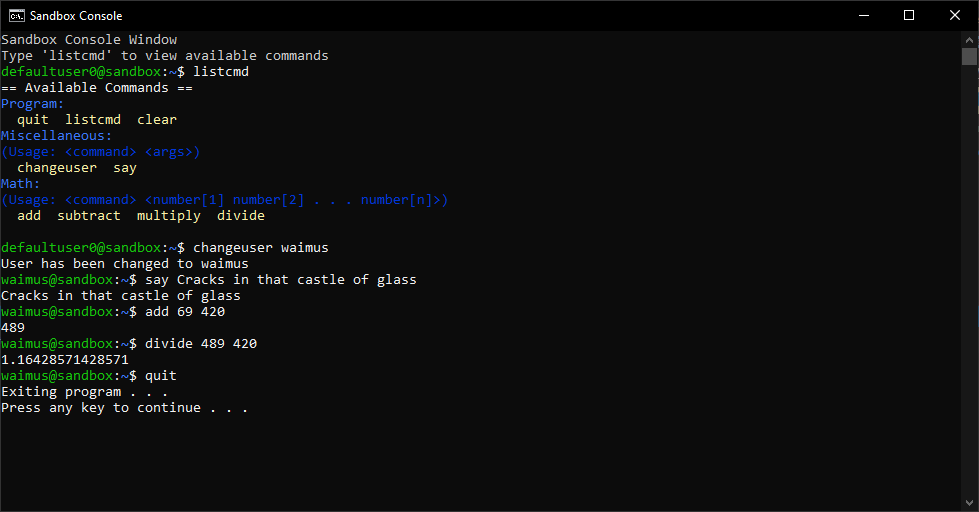 Sandbox Console
Sandbox Console Window
Type 'listcmd' to view available commands
defaultuser0@sandbox:~$ listcmd
== Available Commands ==
Program:
  quit  listcmd  clear
Miscellaneous:
(Usage: <command> <args>)
  changeuser  say
Math:
(Usage: <command> <number[1] number[2] . . . number[n]>)
  add  subtract  multiply  divide

defaultuser0@sandbox:~$ changeuser waimus
User has been changed to waimus
waimus@sandbox:~$ say Cracks in that castle of glass
Cracks in that castle of glass
waimus@sandbox:~$ add 69 420
489
waimus@sandbox:~$ divide 489 420
1.16428571428571
waimus@sandbox:~$ quit
Exiting program . . .
Press any key to continue . . .